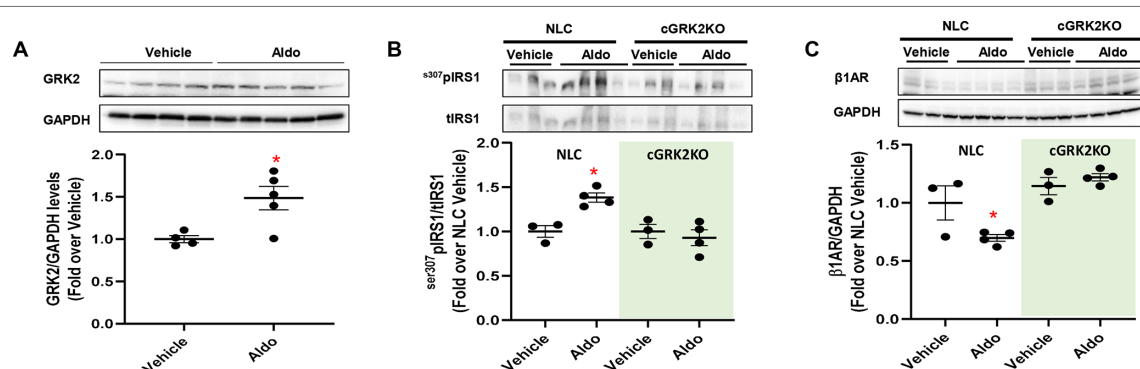 A
Vehicle Aldo
GRK2
GAPDH
GRK2/GAPDH levels
(Fold over Vehicle)
2.0
1.5
1.0
0.5
0.0
*
Vehicle
Aldo
B
NLC cGRK2KO
Vehicle Aldo Vehicle Aldo
s307pIRS1
tIRS1
ser307pIRS1/tIRS1
(Fold over NLC Vehicle)
2.0
1.5
1.0
0.5
0.0
NLC cGRK2KO
*
Vehicle
Aldo
Vehicle
Aldo
C
NLC cGRK2KO
Vehicle Aldo Vehicle Aldo
β1AR
GAPDH
β1AR/GAPDH
(Fold over NLC Vehicle)
1.5
1.0
0.5
0.0
NLC cGRK2KO
*
Vehicle
Aldo
Vehicle
Aldo